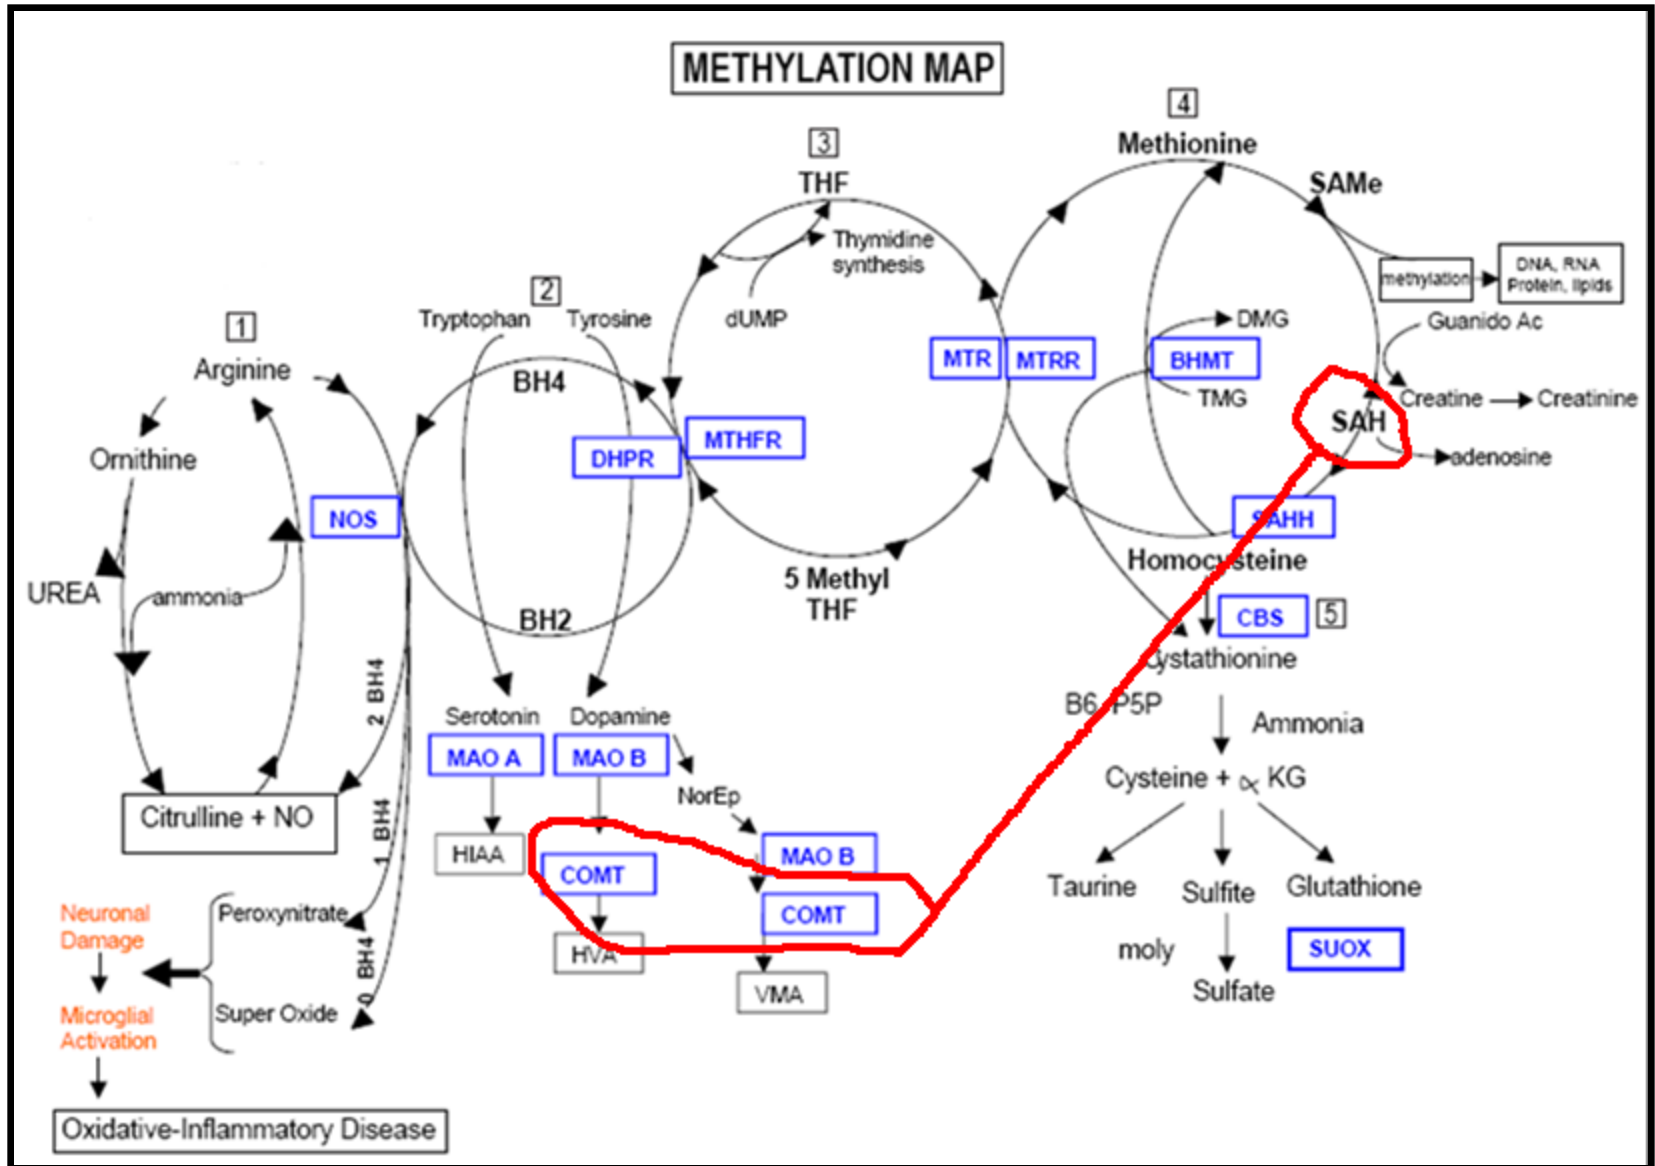 METHYLATION MAP
1
Arginine
Ornithine
UREA
ammonia
NOS
Citrulline + NO
2 BH4
1 BH4
0 BH4
Peroxynitrate
Super Oxide
Neuronal
Damage
Microglial
Activation
Oxidative-Inflammatory Disease
2
Tryptophan
Tyrosine
BH4
DHPR
BH2
Serotonin
Dopamine
MAO A
MAO B
NorEp
HIAA
COMT
HVA
MAO B
COMT
VMA
3
THF
Thymidine
synthesis
dUMP
MTHFR
5 Methyl
THF
MTR
MTRR
4
Methionine
SAMe
methylation
DNA, RNA
Protein, lipids
Guanido Ac
Creatine
Creatinine
SAH
adenosine
DMG
BHMT
TMG
SAHH
Homocysteine
CBS
5
Cystathionine
B6 P5P
Ammonia
Cysteine + ∝ KG
Taurine
Sulfite
Glutathione
moly
SUOX
Sulfate